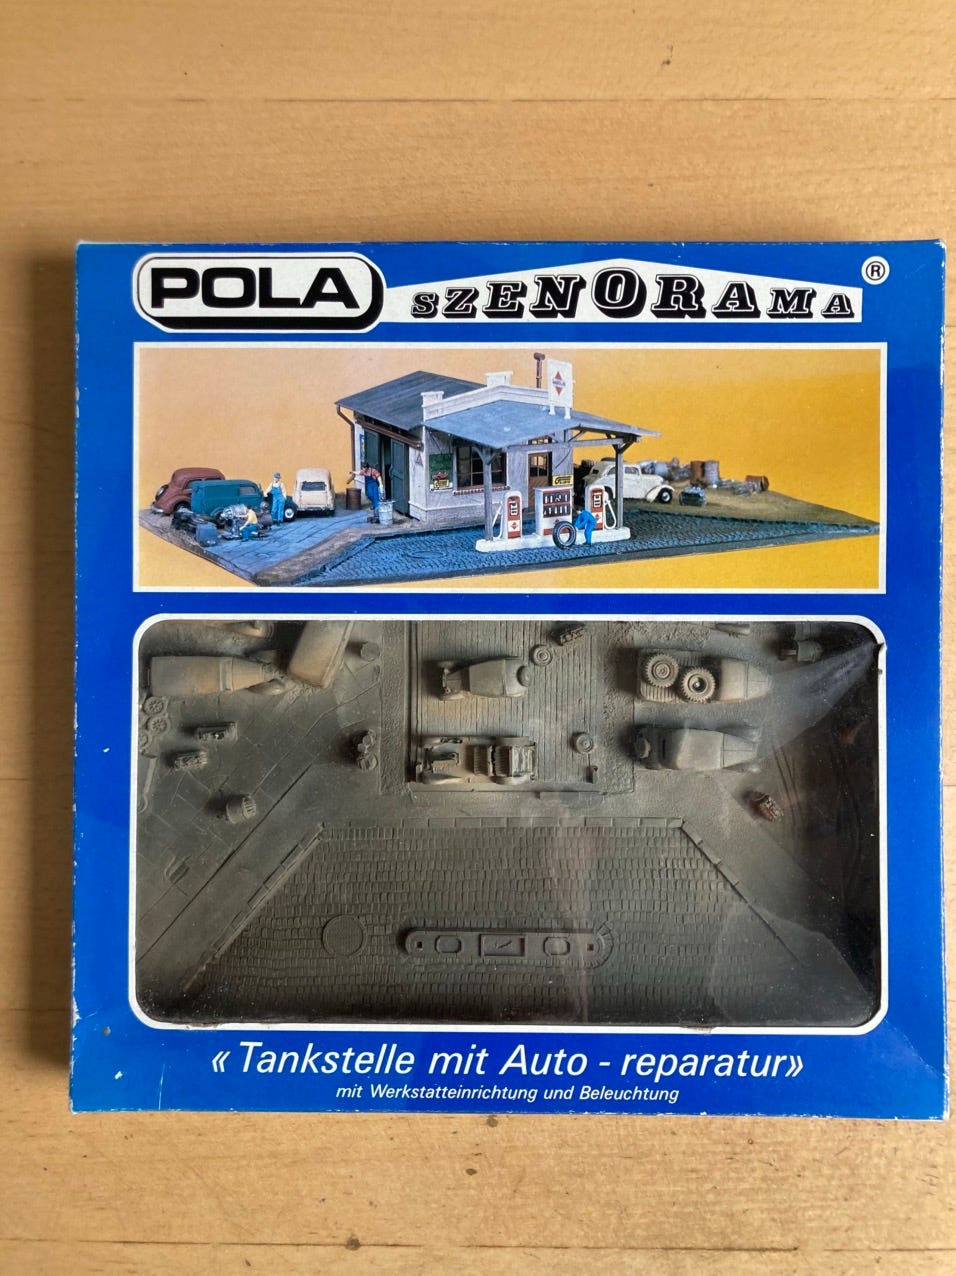 POLA
SZENORAMA
®
« Tankstelle mit Auto - reparatur»
mit Werkstatteinrichtung und Beleuchtung